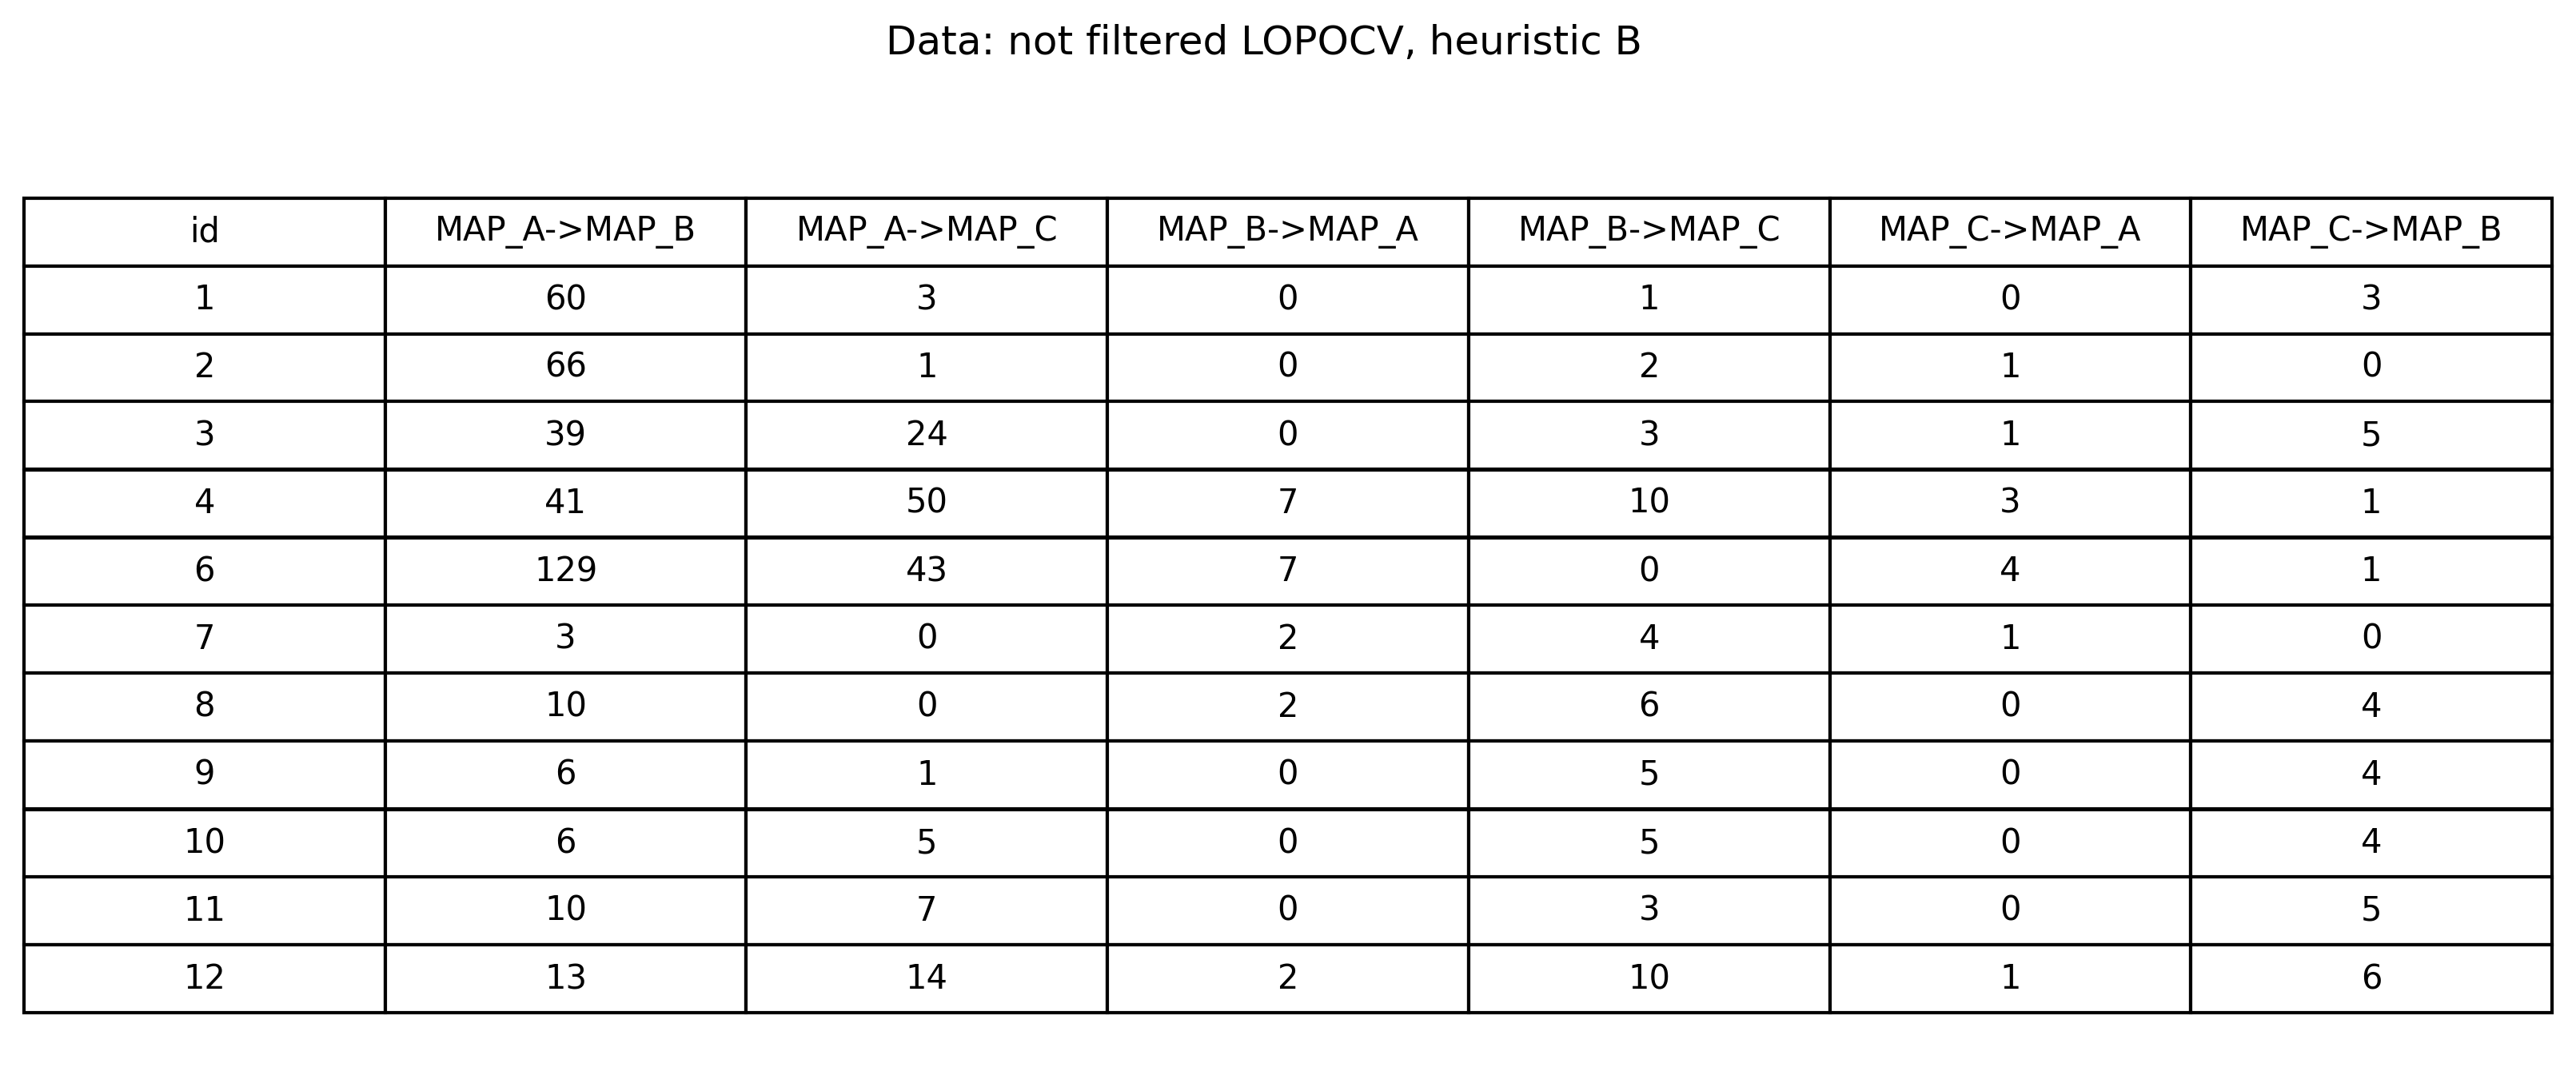 Data: not filtered LOPOCV, heuristic B
id MAP_A->MAP_B MAP_A->MAP_C MAP_B->MAP_A MAP_B->MAP_C MAP_C->MAP_A MAP_C->MAP_B
1 60 3 0 1 0 3
2 66 1 0 2 1 0
3 39 24 0 3 1 5
4 41 50 7 10 3 1
6 129 43 7 0 4 1
7 3 0 2 4 1 0
8 10 0 2 6 0 4
9 6 1 0 5 0 4
10 6 5 0 5 0 4
11 10 7 0 3 0 5
12 13 14 2 10 1 6